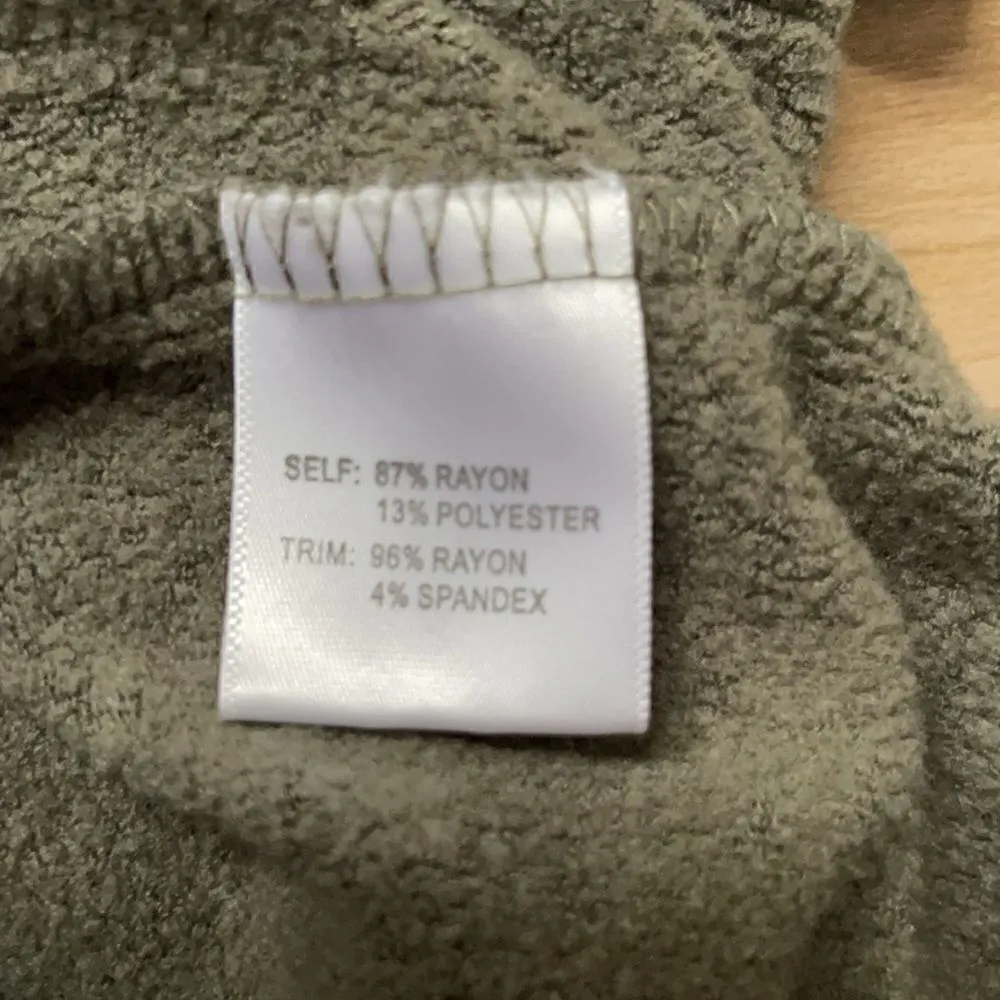 SELF: 87% RAYON
13% POLYESTER
TRIM: 96% RAYON
4% SPANDEX